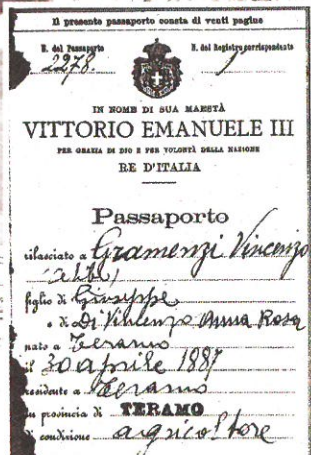 Il presente passaporto consta di venti pagine
N. del Passaporto N. del Registro corrispondente
2278. 1
IN NOME DI SUA MAESTÀ
VITTORIO EMANUELE III
PER GRAZIA DI DIO E PER VOLONTÀ DELLA NAZIONE
RE D'ITALIA
Passaporto
rilasciato a Gramenzi Vincenzo
figlio di Giuseppe
e di Di Vincenzo Anna Rosa
nato a Teramo
il 30 aprile 1887
residente a Teramo
in provincia di TERAMO
di condizione agricoltore